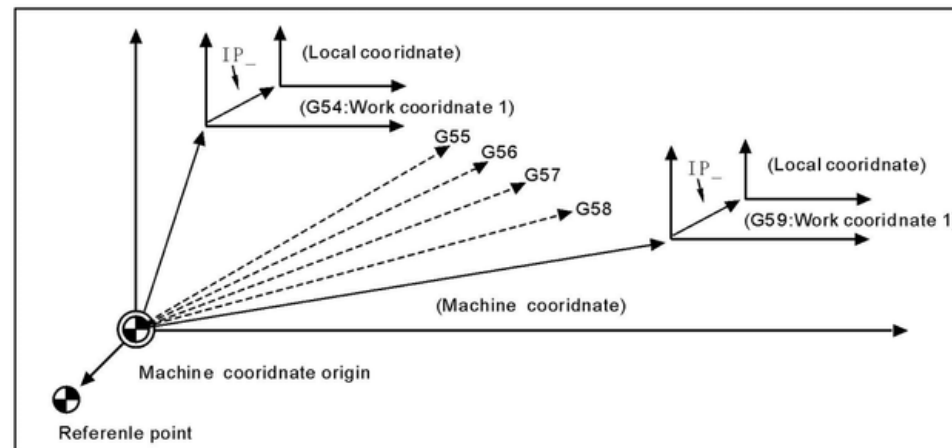 IP_
(Local cooridnate)
(G54:Work cooridnate 1)
G55
G56
G57
G58
IP_
(Local cooridnate)
(G59:Work cooridnate 1
(Machine cooridnate)
Machine cooridnate origin
Referenle point